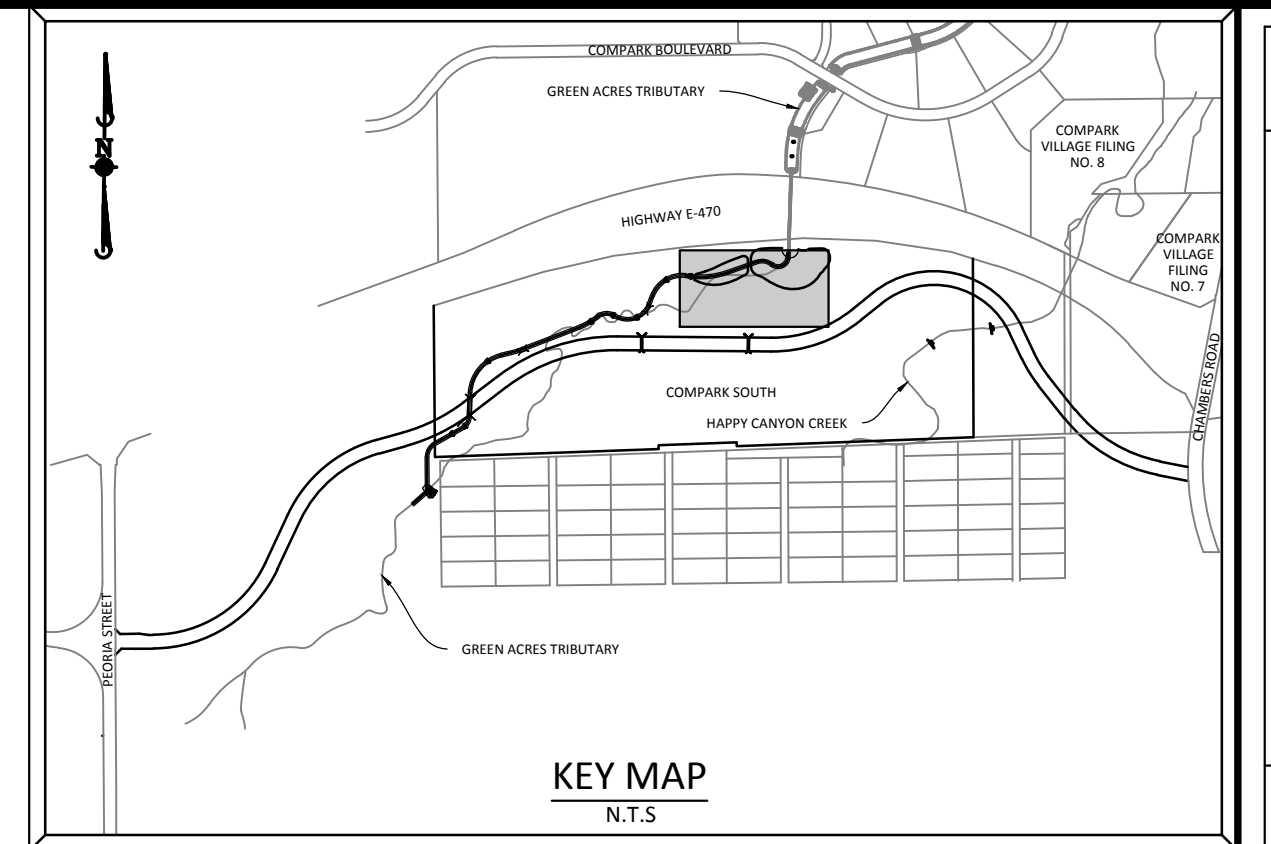 COMPARK BOULEVARD
GREEN ACRES TRIBUTARY
N
COMPARK
VILLAGE FILING
NO. 8
HIGHWAY E-470
COMPARK
VILLAGE
FILING
NO. 7
CHAMBERS ROAD
COMPARK SOUTH
HAPPY CANYON CREEK
PEORIA STREET
GREEN ACRES TRIBUTARY
KEY MAP
N.T.S